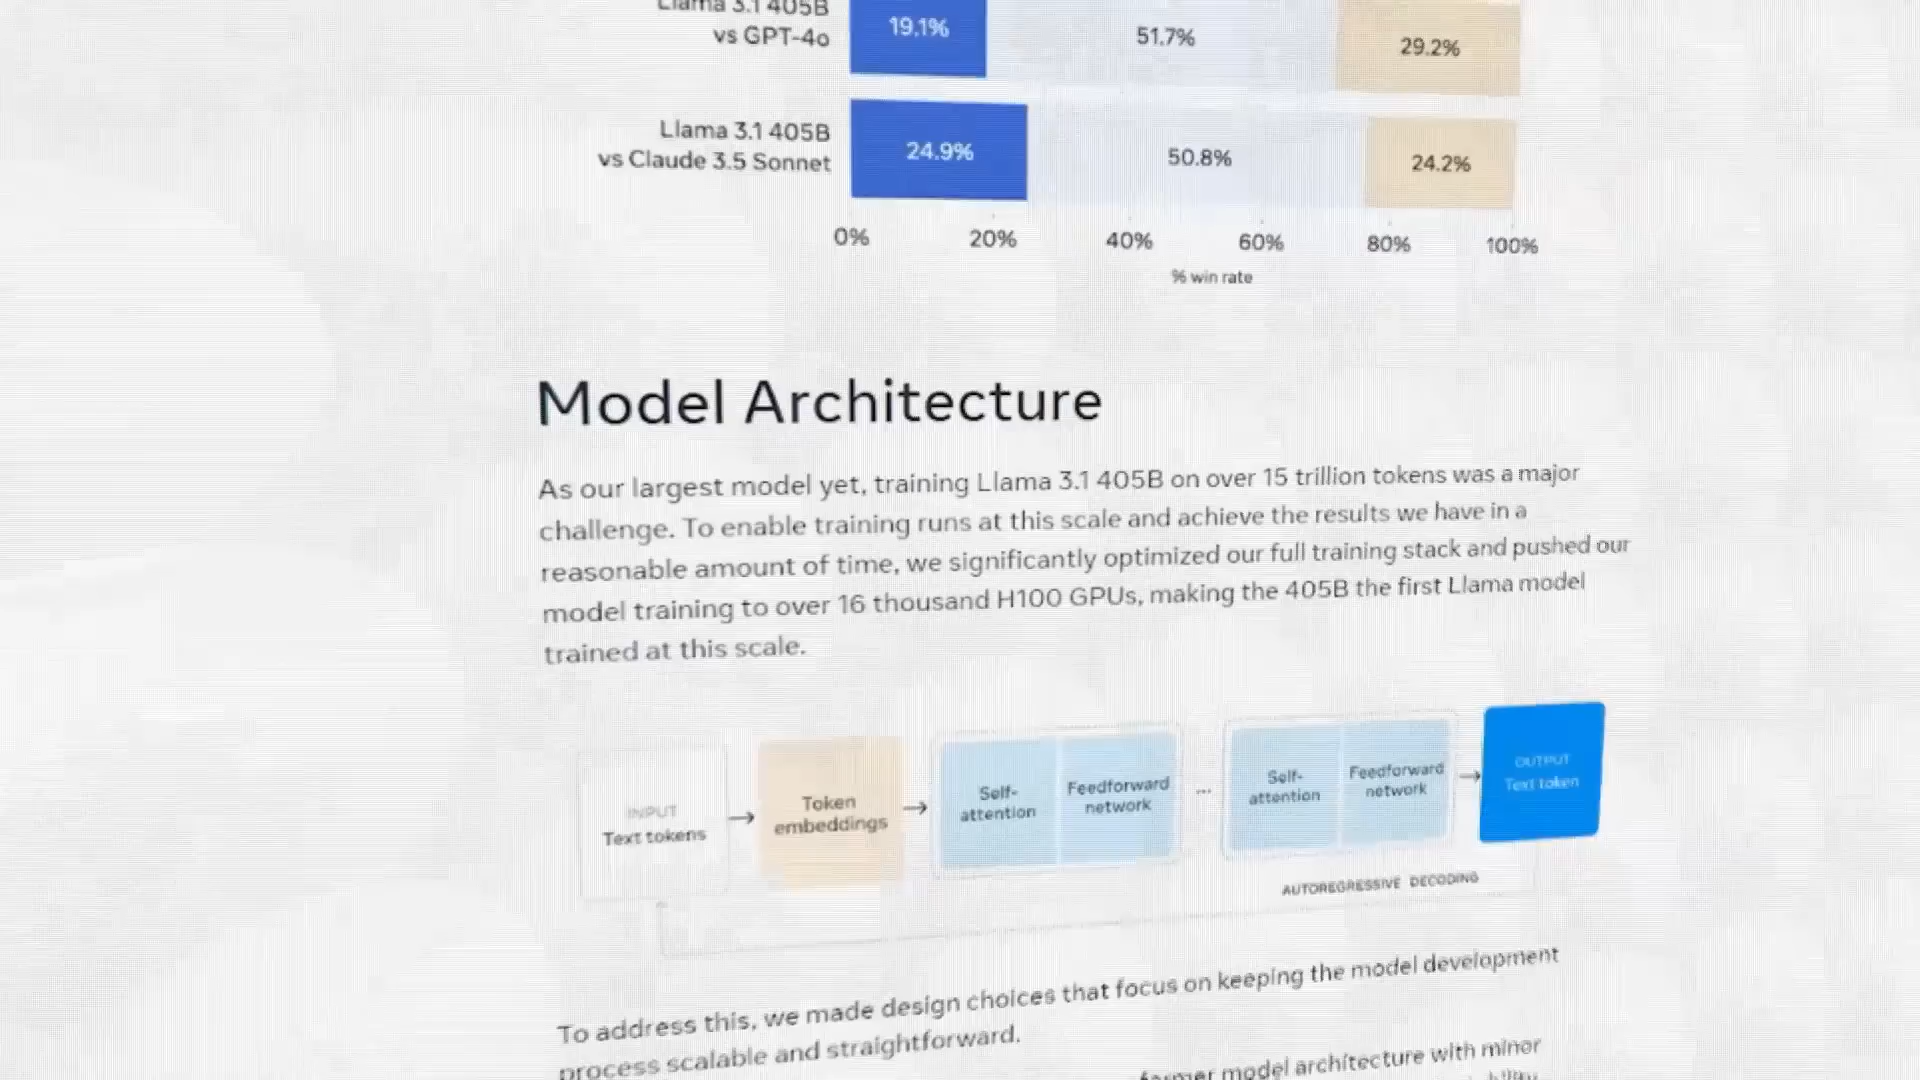 Llama 3.1 405B
vs GPT-4o
19.1%
51.7%
29.2%
Llama 3.1 405B
vs Claude 3.5 Sonnet
24.9%
50.8%
24.2%
0%
20%
40%
60%
80%
100%
% win rate
Model Architecture
As our largest model yet, training Llama 3.1 405B on over 15 trillion tokens was a major
challenge. To enable training runs at this scale and achieve the results we have in a
reasonable amount of time, we significantly optimized our full training stack and pushed our
model training to over 16 thousand H100 GPUs, making the 405B the first Llama model
trained at this scale.
INPUT
Text tokens
→
Token
embeddings
→
Self-
attention
Feedforward
network
...
Self-
attention
Feedforward
network
→
OUTPUT
Text token
AUTOREGRESSIVE DECODING
To address this, we made design choices that focus on keeping the model development
process scalable and straightforward.
model architecture with minor